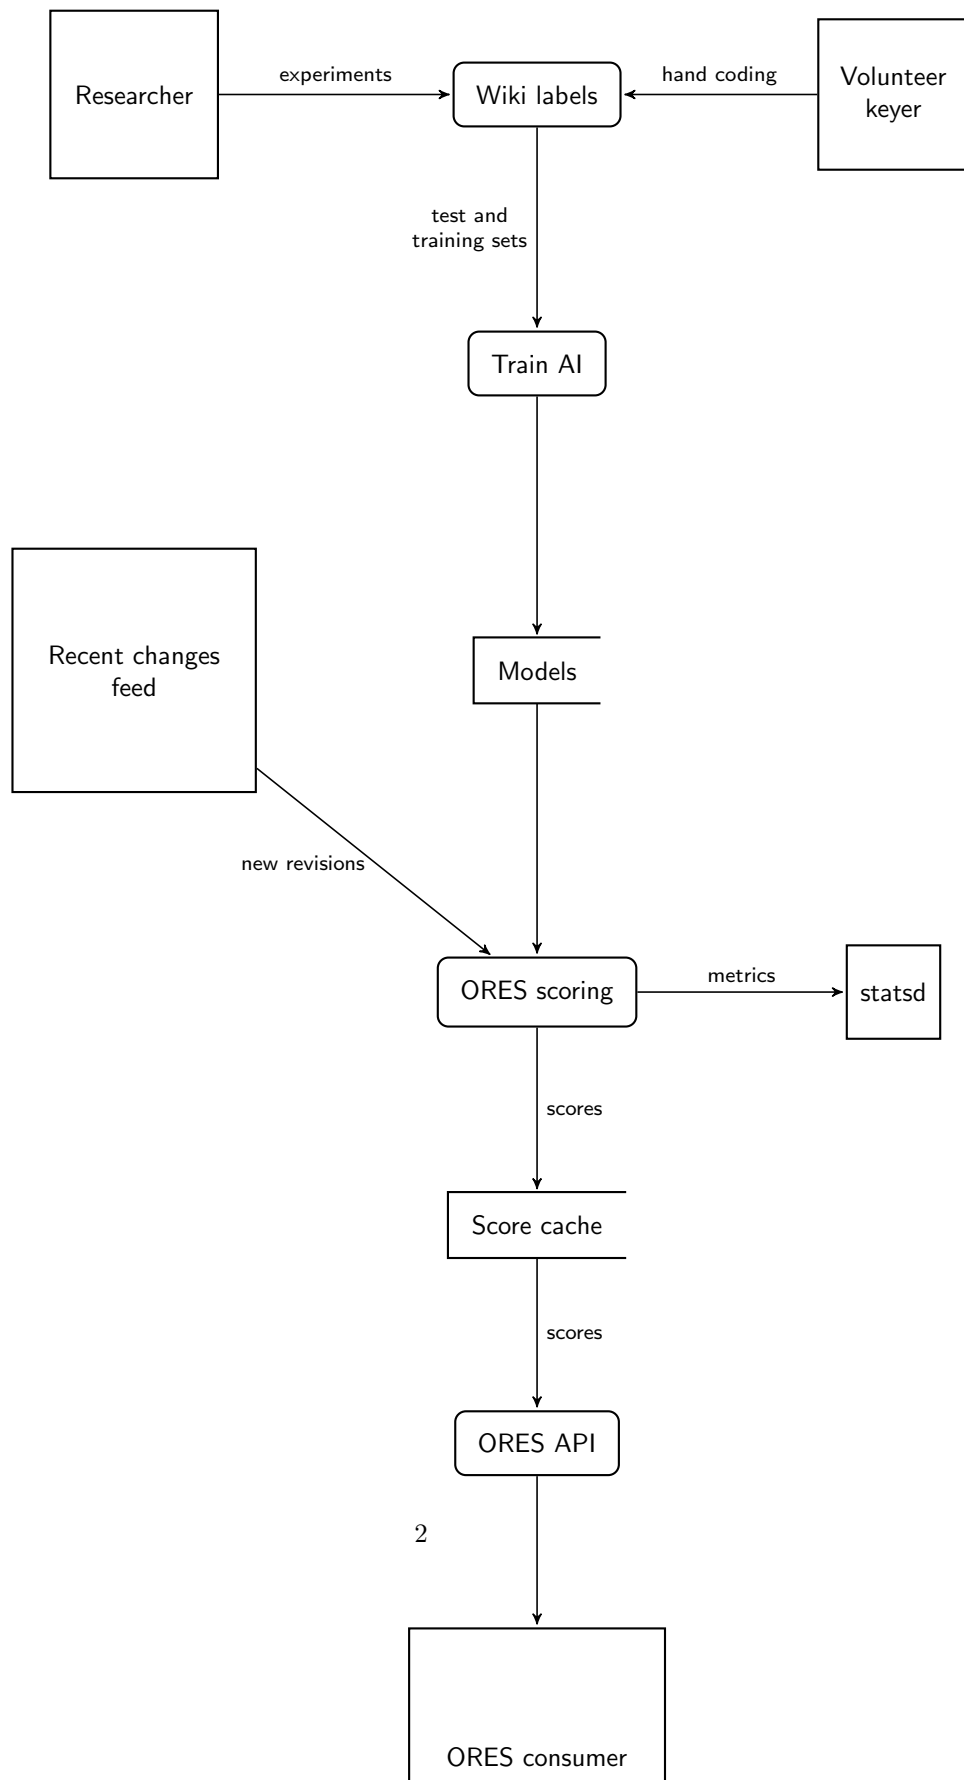 Researcher
experiments
Wiki labels
hand coding
Volunteer
keyer
test and
training sets
Train AI
Recent changes
feed
Models
new revisions
ORES scoring
metrics
statsd
scores
Score cache
scores
ORES API
2
ORES consumer